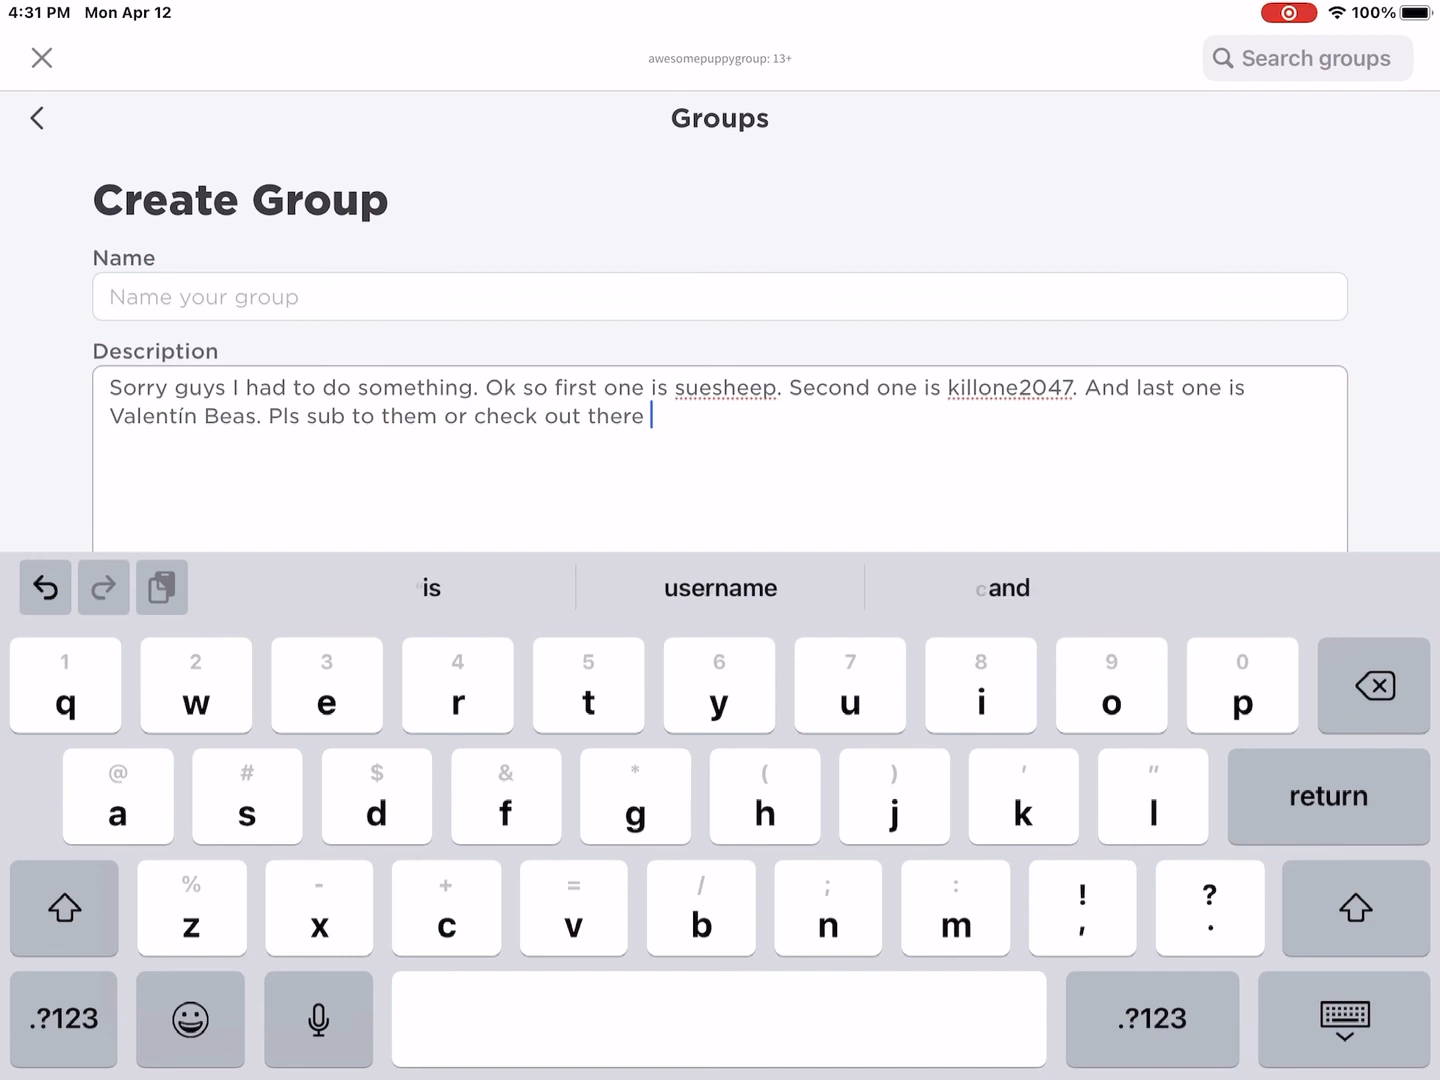 4:31 PM Mon Apr 12 100%
awesomepuppygroup: 13+ Search groups
Groups
Create Group
Name
Name your group
Description
Sorry guys I had to do something. Ok so first one is suesheep. Second one is killone2047. And last one is
Valentín Beas. Pls sub to them or check out there
is username and
1 2 3 4 5 6 7 8 9 0
q w e r t y u i o p
@ # $ & * ( ) ' "
a s d f g h j k l return
% - + = / ; : ! ?
z x c v b n m , .
.?123 .?123